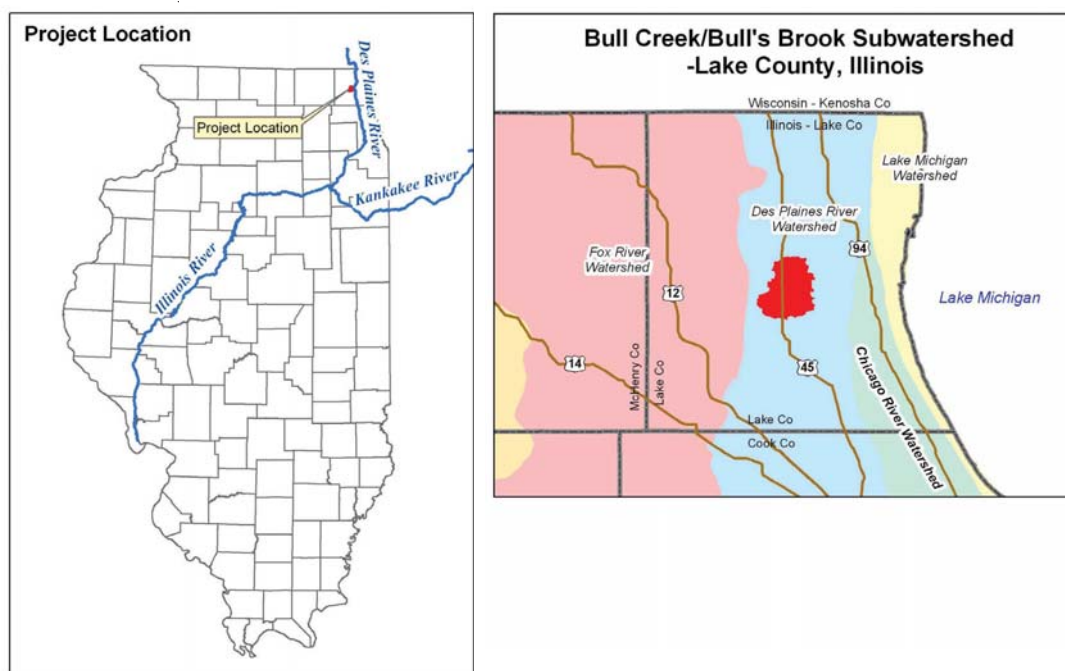 Project Location
Des Plaines River
Project Location
Kankakee River
Illinois River
Bull Creek/Bull's Brook Subwatershed
-Lake County, Illinois
Wisconsin - Kenosha Co
Illinois - Lake Co
Lake Michigan
Watershed
Des Plaines River
Watershed
94
Fox River
Watershed
12
Lake Michigan
14
45
McHenry Co
Lake Co
Chicago River Watershed
Lake Co
Cook Co